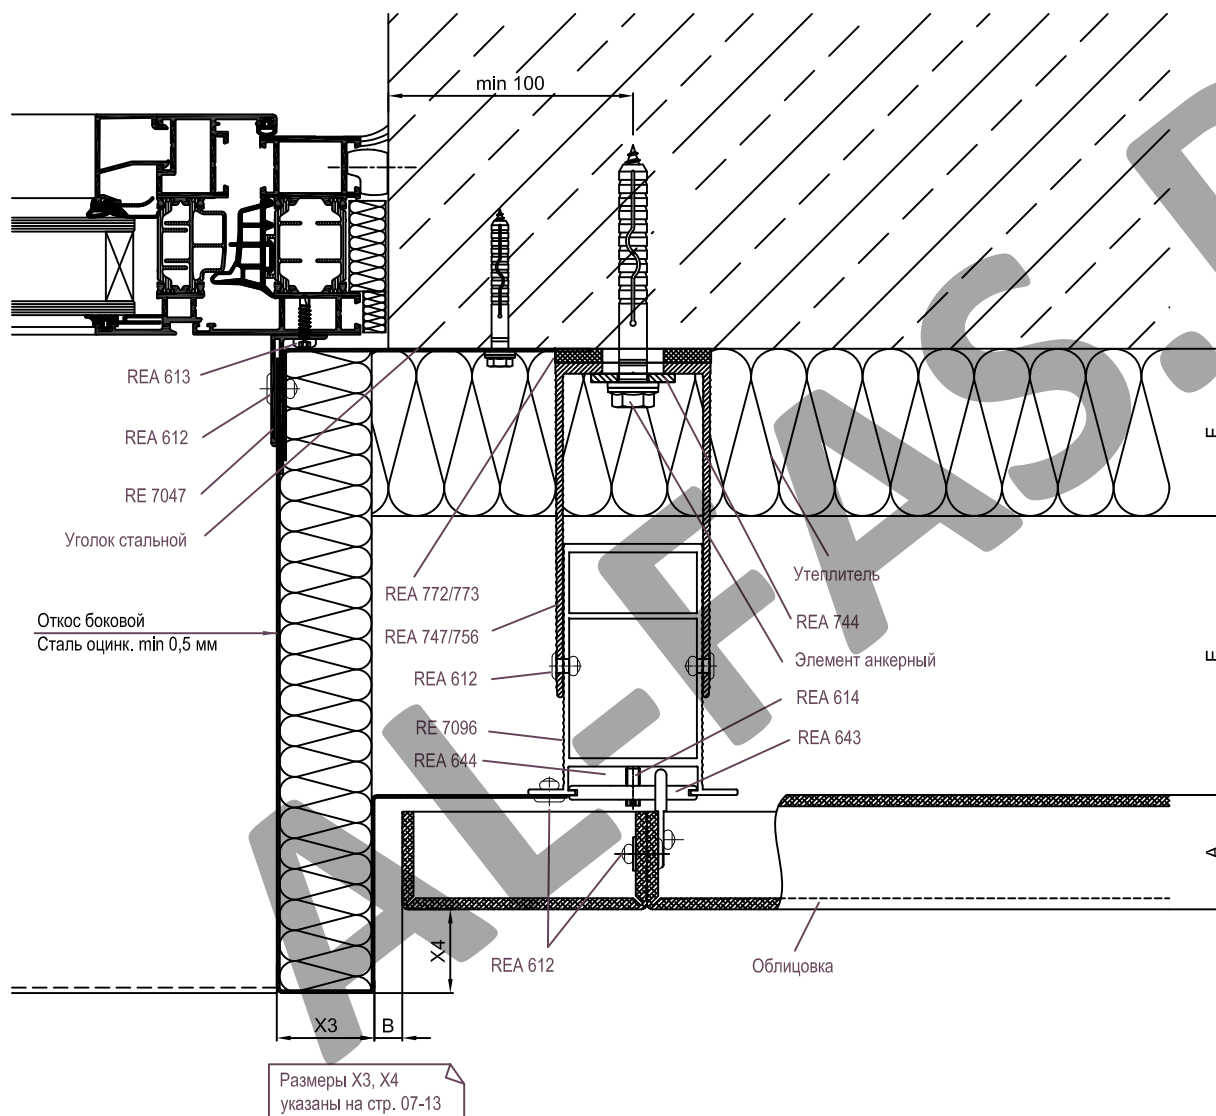 min 100
REA 613
REA 612
RE 7047
Уголок стальной
Откос боковой
Сталь оцинк. min 0,5 мм
REA 772/773
REA 747/756
REA 612
RE 7096
REA 644
Утеплитель
REA 744
Элемент анкерный
REA 614
REA 643
A
X4
REA 612
Облицовка
X3
B
Размеры X3, X4
указаны на стр. 07-13
AL-FAS.